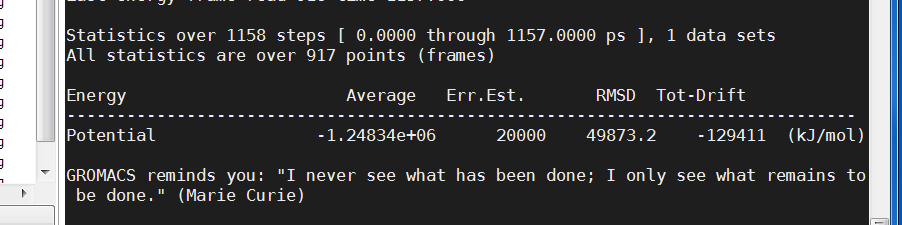 Statistics over 1158 steps [ 0.0000 through 1157.0000 ps ], 1 data sets
All statistics are over 917 points (frames)
Energy Average Err.Est. RMSD Tot-Drift
-------------------------------------------------------------------------------
Potential -1.24834e+06 20000 49873.2 -129411 (kJ/mol)
GROMACS reminds you: "I never see what has been done; I only see what remains to
be done." (Marie Curie)